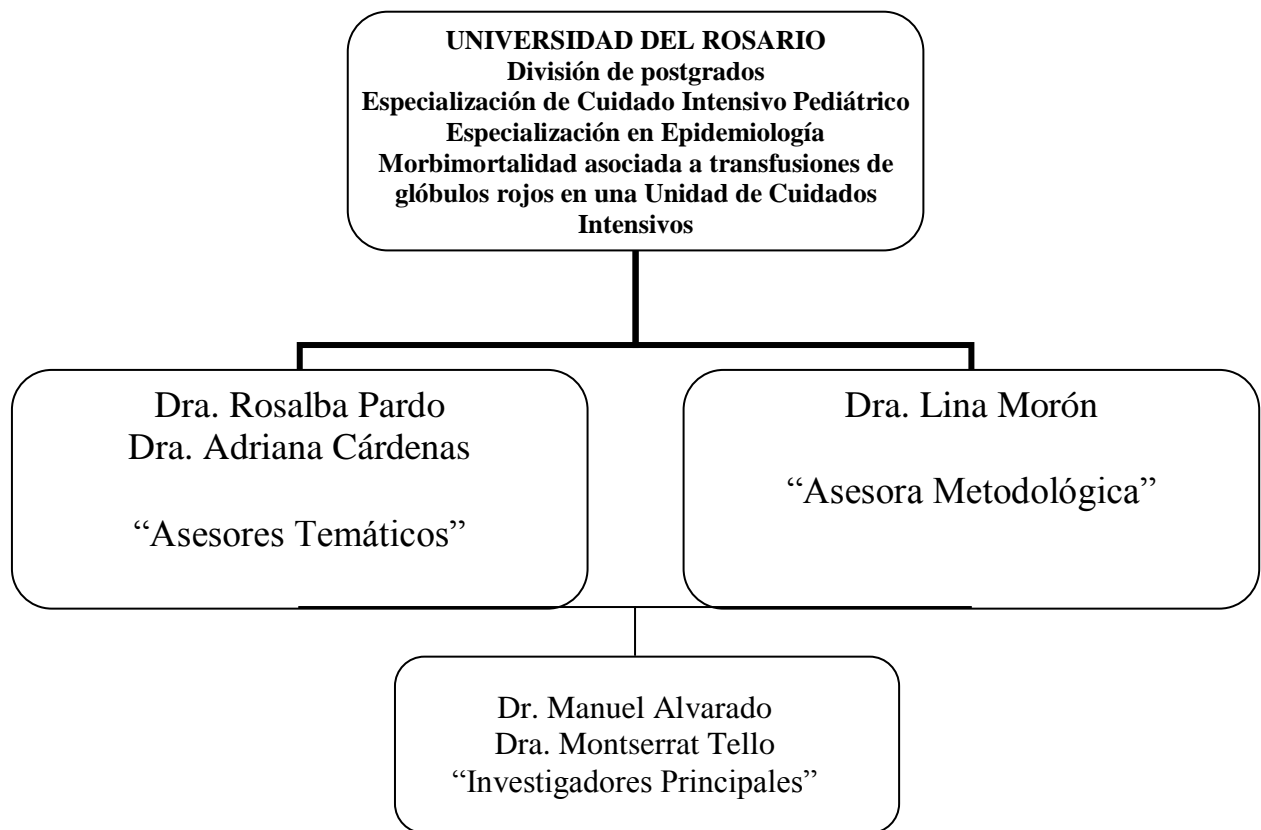 UNIVERSIDAD DEL ROSARIO
División de postgrados
Especialización de Cuidado Intensivo Pediátrico
Especialización en Epidemiología
Morbimortalidad asociada a transfusiones de
glóbulos rojos en una Unidad de Cuidados
Intensivos
Dra. Rosalba Pardo
Dra. Adriana Cárdenas
“Asesores Temáticos”
Dra. Lina Morón
“Asesora Metodológica”
Dr. Manuel Alvarado
Dra. Montserrat Tello
“Investigadores Principales”